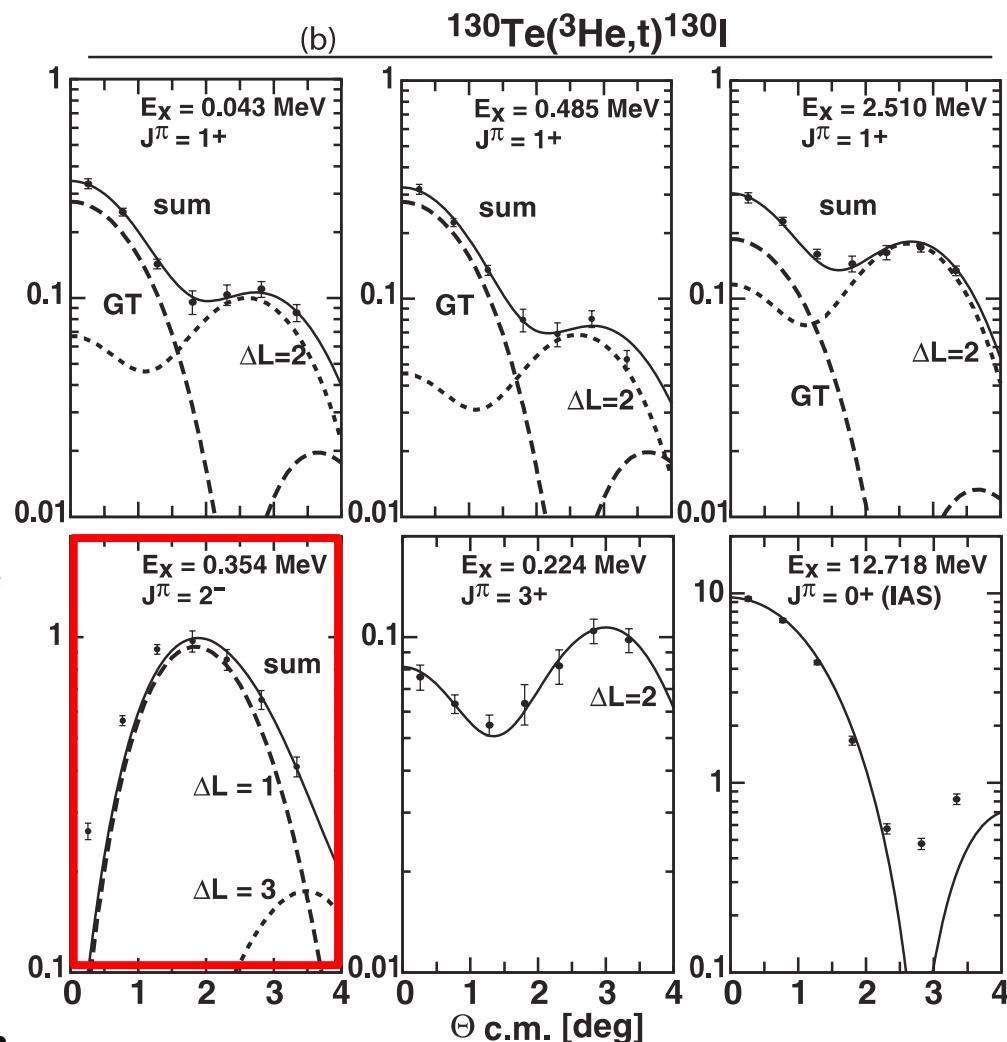 (b) ¹³⁰Te(³He,t)¹³⁰I
1
0.1
0.01
Eₓ = 0.043 MeV
Jπ = 1+
sum
GT
ΔL=2
1
0.1
0.01
Eₓ = 0.485 MeV
Jπ = 1+
sum
GT
ΔL=2
1
0.1
0.01
Eₓ = 2.510 MeV
Jπ = 1+
sum
GT
ΔL=2
1
0.1
Eₓ = 0.354 MeV
Jπ = 2-
sum
ΔL = 1
ΔL = 3
0 1 2 3 4
0.1
0.01
Eₓ = 0.224 MeV
Jπ = 3+
ΔL=2
0 1 2 3 4
10
1
0.1
Eₓ = 12.718 MeV
Jπ = 0+ (IAS)
0 1 2 3 4
Θ c.m. [deg]